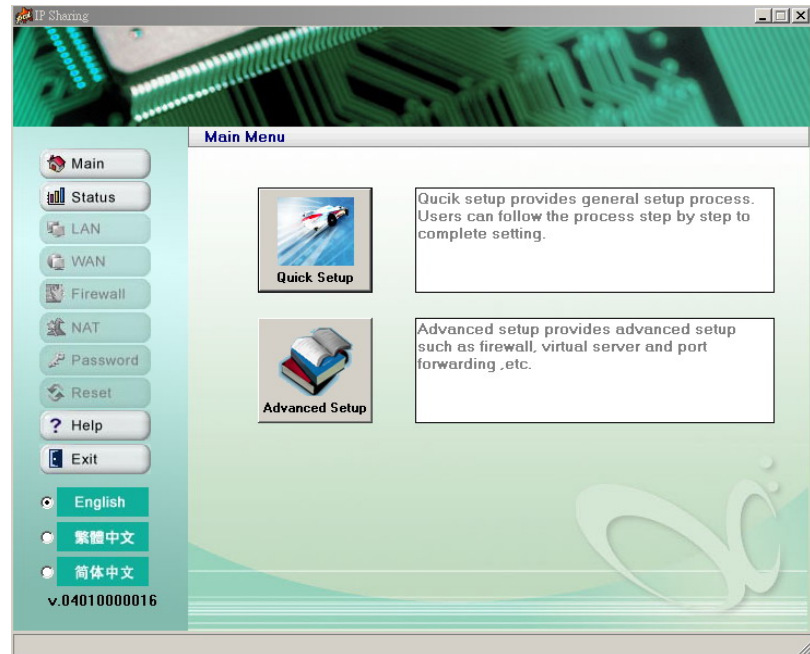 IP Sharing
Main Menu
Main
Status
LAN
WAN
Firewall
NAT
Password
Reset
Help
Exit
English
繁體中文
简体中文
v.04010000016
Quick Setup
Qucik setup provides general setup process.
Users can follow the process step by step to
complete setting.
Advanced Setup
Advanced setup provides advanced setup
such as firewall, virtual server and port
forwarding ,etc.